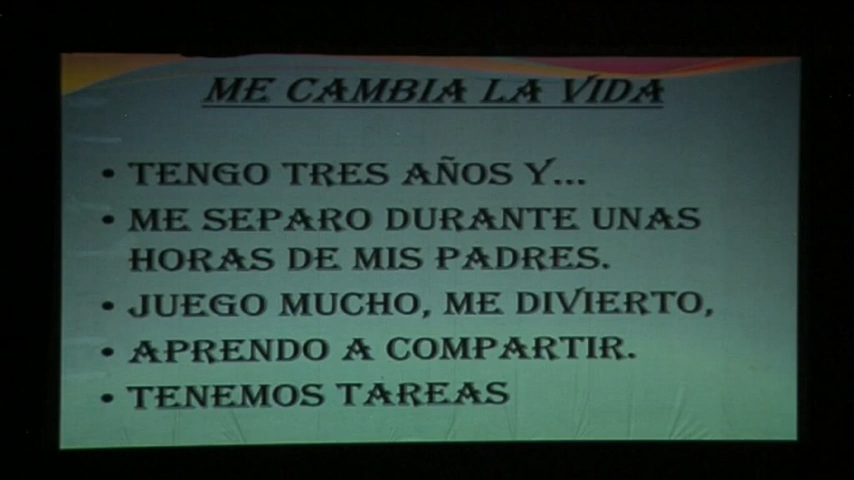 ME CAMBIA LA VIDA
• TENGO TRES AÑOS Y...
• ME SEPARO DURANTE UNAS
HORAS DE MIS PADRES.
• JUEGO MUCHO, ME DIVIERTO,
• APRENDO A COMPARTIR.
• TENEMOS TAREAS